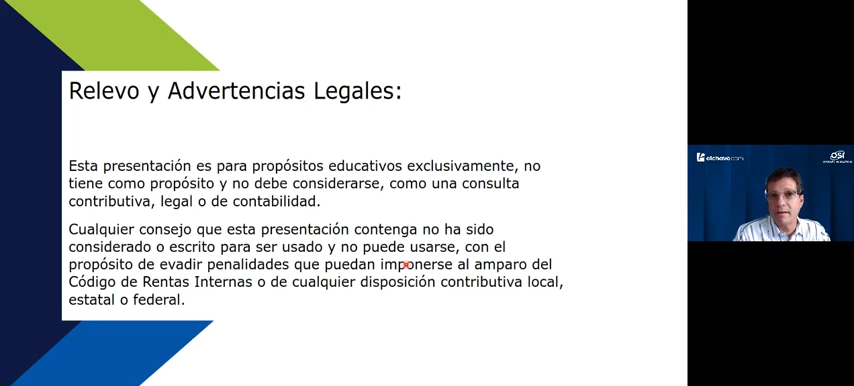 Relevo y Advertencias Legales:
Esta presentación es para propósitos educativos exclusivamente, no
tiene como propósito y no debe considerarse, como una consulta
contributiva, legal o de contabilidad.
Cualquier consejo que esta presentación contenga no ha sido
considerado o escrito para ser usado y no puede usarse, con el
propósito de evadir penalidades que puedan imponerse al amparo del
Código de Rentas Internas o de cualquier disposición contributiva local,
estatal o federal.
elchavo.com